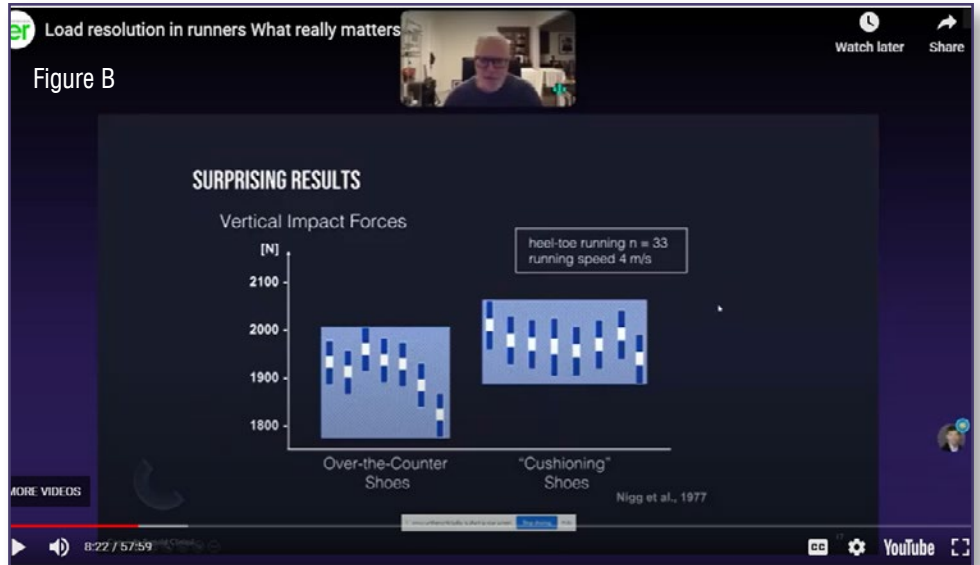 er
Load resolution in runners What really matters
Watch later
Share
Figure B
SURPRISING RESULTS
Vertical Impact Forces
[N]
heel-toe running n = 33
running speed 4 m/s
2100
2000
1900
1800
Over-the-Counter
Shoes
"Cushioning"
Shoes
Nigg et al., 1977
MORE VIDEOS
8:22 / 57:59
CC
YouTube